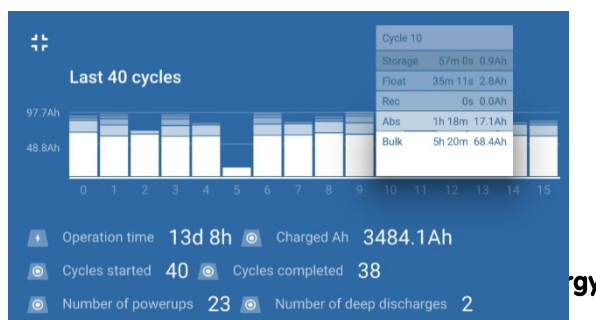 Cycle 10
Storage 57m 0s 0.9Ah
Float 35m 11s 2.8Ah
Rec 0s 0.0Ah
Abs 1h 18m 17.1Ah
Bulk 5h 20m 68.4Ah
Last 40 cycles
97.7Ah
48.8Ah
0 1 2 3 4 5 6 7 8 9 10 11 12 13 14 15
Operation time 13d 8h Charged Ah 3484.1Ah
Cycles started 40 Cycles completed 38
rgy
Number of powerups 23 Number of deep discharges 2